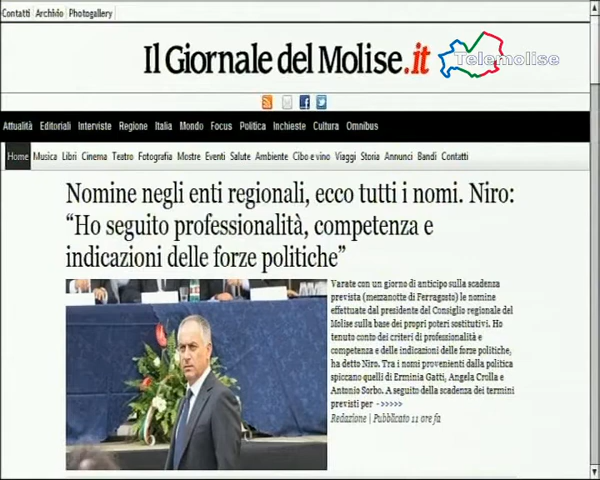 Contatti Archivio Photogallery
Il Giornale del Molise.it
Telemolise
Attualità Editoriali Interviste Regione Italia Mondo Focus Politica Inchieste Cultura Omnibus
Home Musica Libri Cinema Teatro Fotografia Mostre Eventi Salute Ambiente Cibo e vino Viaggi Storia Annunci Bandi Contatti
Nomine negli enti regionali, ecco tutti i nomi. Niro:
“Ho seguito professionalità, competenza e
indicazioni delle forze politiche”
Varate con un giorno di anticipo sulla scadenza
prevista (mezzanotte di Ferragosto) le nomine
effettuate dal presidente del Consiglio regionale del
Molise sulla base dei propri poteri sostitutivi. Ho
tenuto conto dei criteri di professionalità e
competenza e delle indicazioni delle forze politiche,
ha detto Niro. Tra i nomi provenienti dalla politica
spiccano quelli di Erminia Gatti, Angela Crolla e
Antonio Sorbo. A seguito della scadenza dei termini
previsti per - >>>>>
Redazione | Pubblicato 11 ore fa